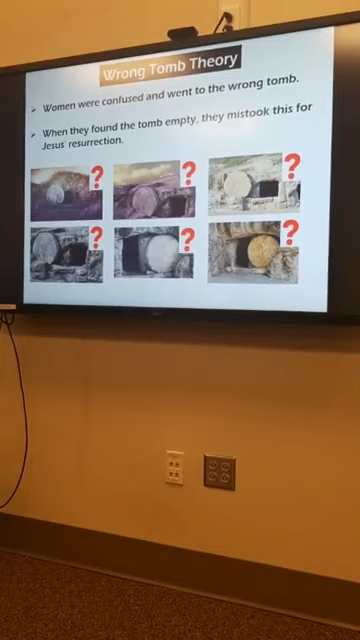 Wrong Tomb Theory
Women were confused and went to the wrong tomb.
When they found the tomb empty, they mistook this for
Jesus' resurrection.
? ? ?
? ? ?